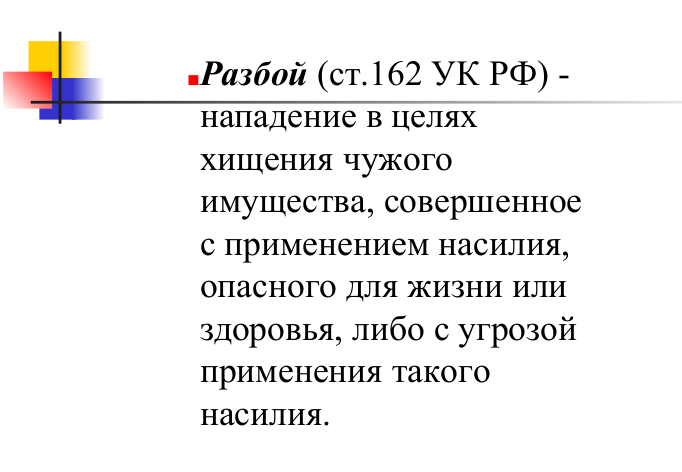 Разбой (ст.162 УК РФ) -
нападение в целях
хищения чужого
имущества, совершенное
с применением насилия,
опасного для жизни или
здоровья, либо с угрозой
применения такого
насилия.